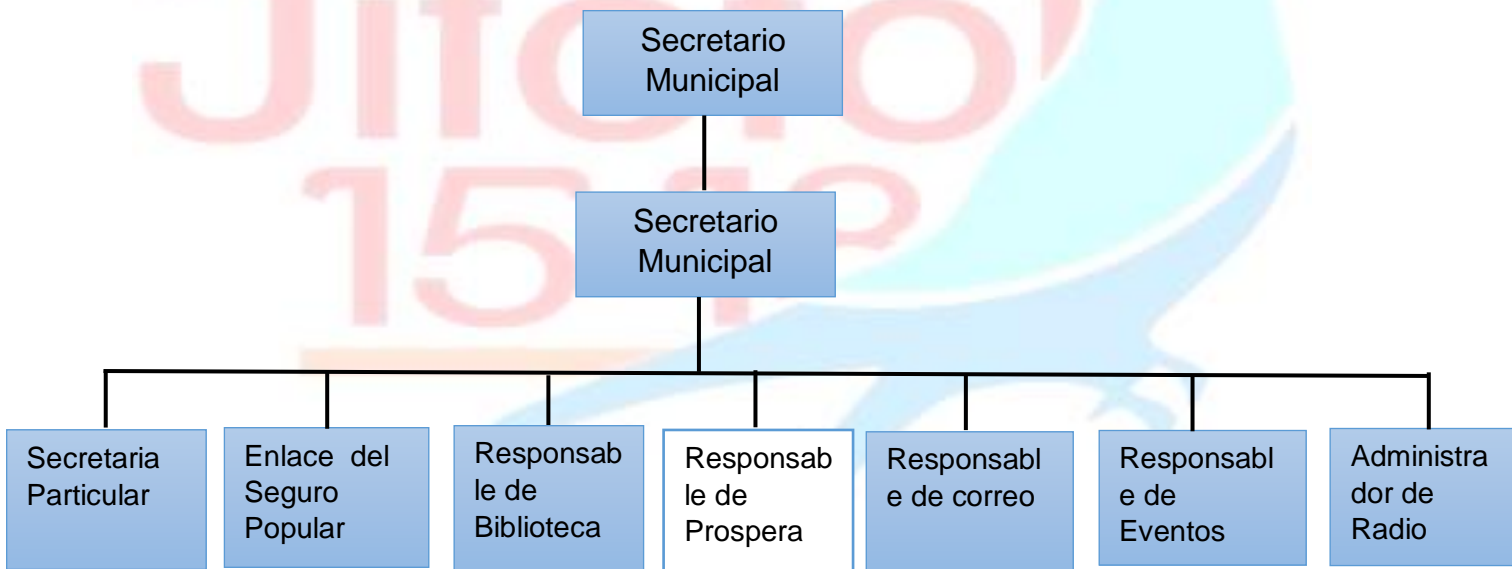 Jitotol
Secretario
Municipal
Secretario
Municipal
Secretaria
Particular
Enlace del
Seguro
Popular
Responsab
le de
Biblioteca
Responsab
le de
Prospera
Responsabl
e de correo
Responsabl
e de
Eventos
Administra
dor de
Radio